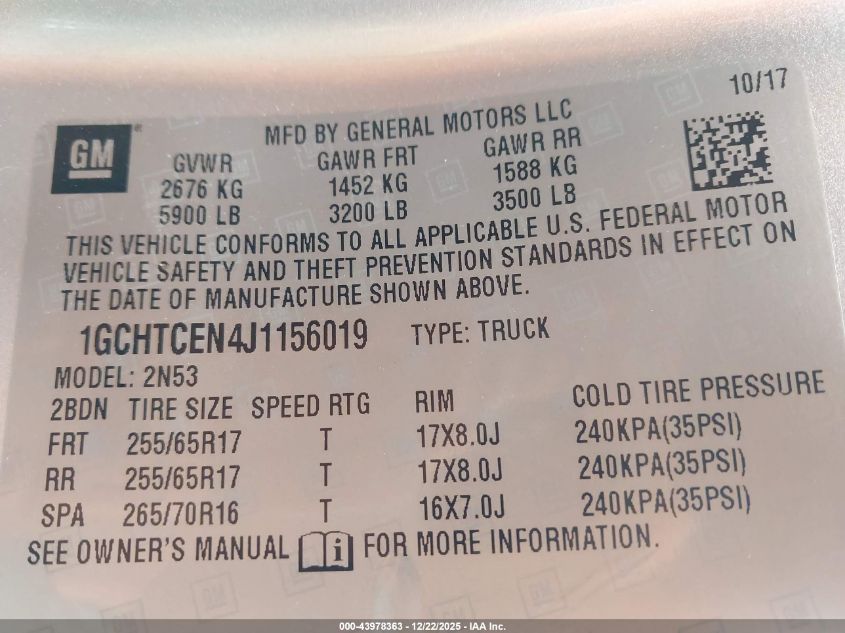 10/17
GM
MFD BY GENERAL MOTORS LLC
GVWR GAWR FRT GAWR RR
2676 KG 1452 KG 1588 KG
5900 LB 3200 LB 3500 LB
THIS VEHICLE CONFORMS TO ALL APPLICABLE U.S. FEDERAL MOTOR
VEHICLE SAFETY AND THEFT PREVENTION STANDARDS IN EFFECT ON
THE DATE OF MANUFACTURE SHOWN ABOVE.
1GCHTCEN4J1156019 TYPE: TRUCK
MODEL: 2N53
2BDN TIRE SIZE SPEED RTG RIM COLD TIRE PRESSURE
FRT 255/65R17 T 17X8.0J 240KPA(35PSI)
RR 255/65R17 T 17X8.0J 240KPA(35PSI)
SPA 265/70R16 T 16X7.0J 240KPA(35PSI)
SEE OWNER'S MANUAL i FOR MORE INFORMATION.
000-43978363 - 12/22/2025 - IAA Inc.